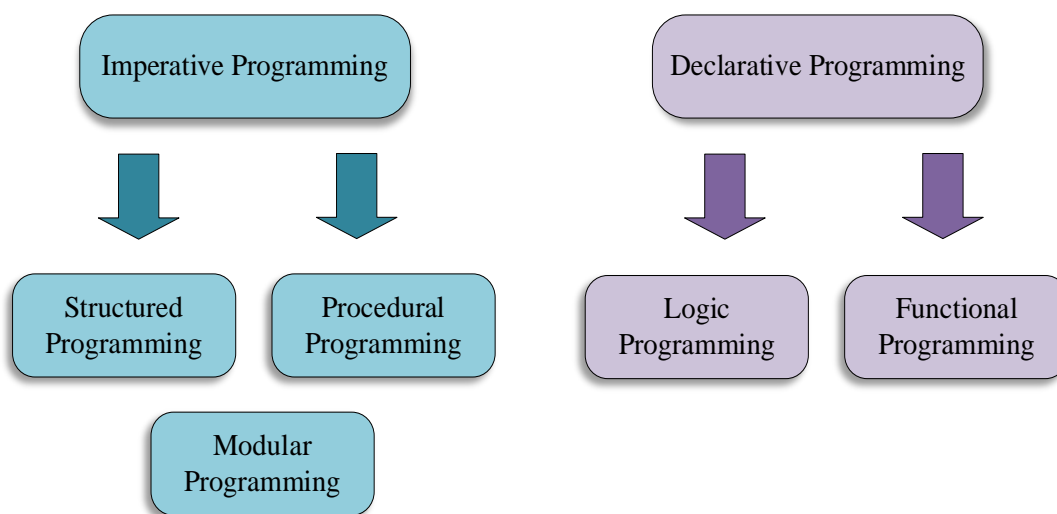 Imperative Programming
Declarative Programming
Structured
Programming
Procedural
Programming
Logic
Programming
Functional
Programming
Modular
Programming